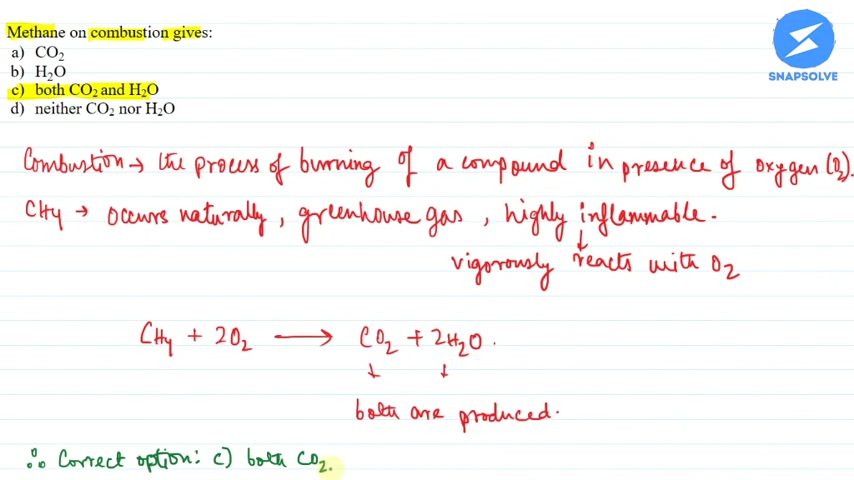 Methane on combustion gives:
a) CO₂
b) H₂O
c) both CO₂ and H₂O
d) neither CO₂ nor H₂O
SNAPSOLVE
Combustion → the process of burning of a compound in presence of oxygen (O₂).
CH₄ → occurs naturally, greenhouse gas, highly inflammable.
↓
vigorously reacts with O₂
CH₄ + 2O₂ ⟶ CO₂ + 2H₂O.
↓ ↓
both are produced.
∴ Correct option: c) both CO₂.